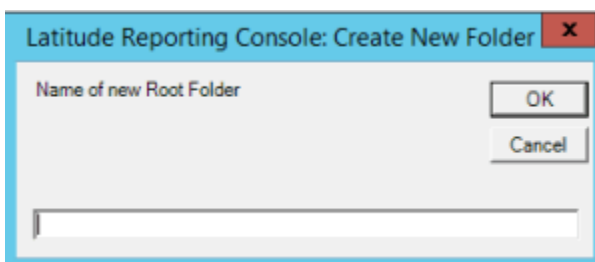 Latitude Reporting Console: Create New Folder
x
Name of new Root Folder
OK
Cancel